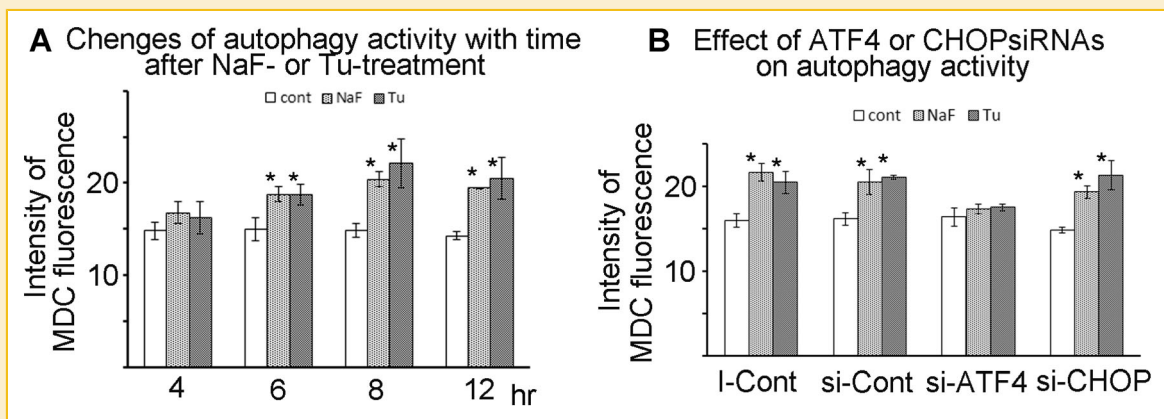 A Chenges of autophagy activity with time
after NaF- or Tu-treatment
cont NaF Tu
Intensity of
MDC fluorescence
20
10
* * * * * *
4 6 8 12 hr
B Effect of ATF4 or CHOPsiRNAs
on autophagy activity
cont NaF Tu
Intensity of
MDC fluorescence
20
10
* * * * * *
l-Cont si-Cont si-ATF4 si-CHOP